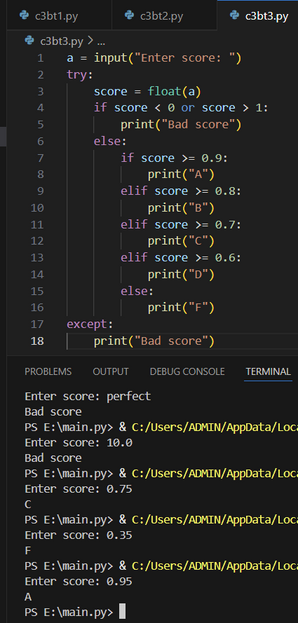 c3bt1.py c3bt2.py c3bt3.py
c3bt3.py > ...
1 a = input("Enter score: ")
2 try:
3     score = float(a)
4     if score < 0 or score > 1:
5         print("Bad score")
6     else:
7         if score >= 0.9:
8             print("A")
9         elif score >= 0.8:
10             print("B")
11         elif score >= 0.7:
12             print("C")
13         elif score >= 0.6:
14             print("D")
15         else:
16             print("F")
17 except:
18     print("Bad score")
PROBLEMS OUTPUT DEBUG CONSOLE TERMINAL
Enter score: perfect
Bad score
PS E:\main.py> & C:/Users/ADMIN/AppData/Loca
Enter score: 10.0
Bad score
PS E:\main.py> & C:/Users/ADMIN/AppData/Loca
Enter score: 0.75
C
PS E:\main.py> & C:/Users/ADMIN/AppData/Loca
Enter score: 0.35
F
PS E:\main.py> & C:/Users/ADMIN/AppData/Loca
Enter score: 0.95
A
PS E:\main.py>